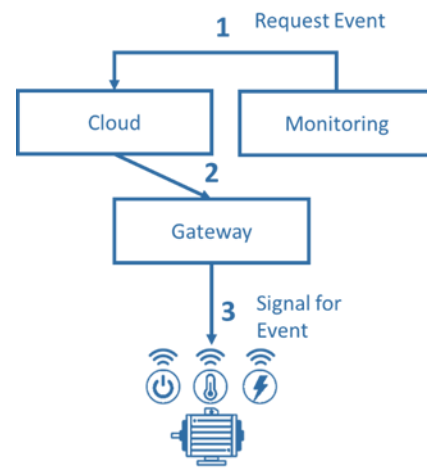 1
Request Event
Cloud
Monitoring
2
Gateway
3
Signal for
Event